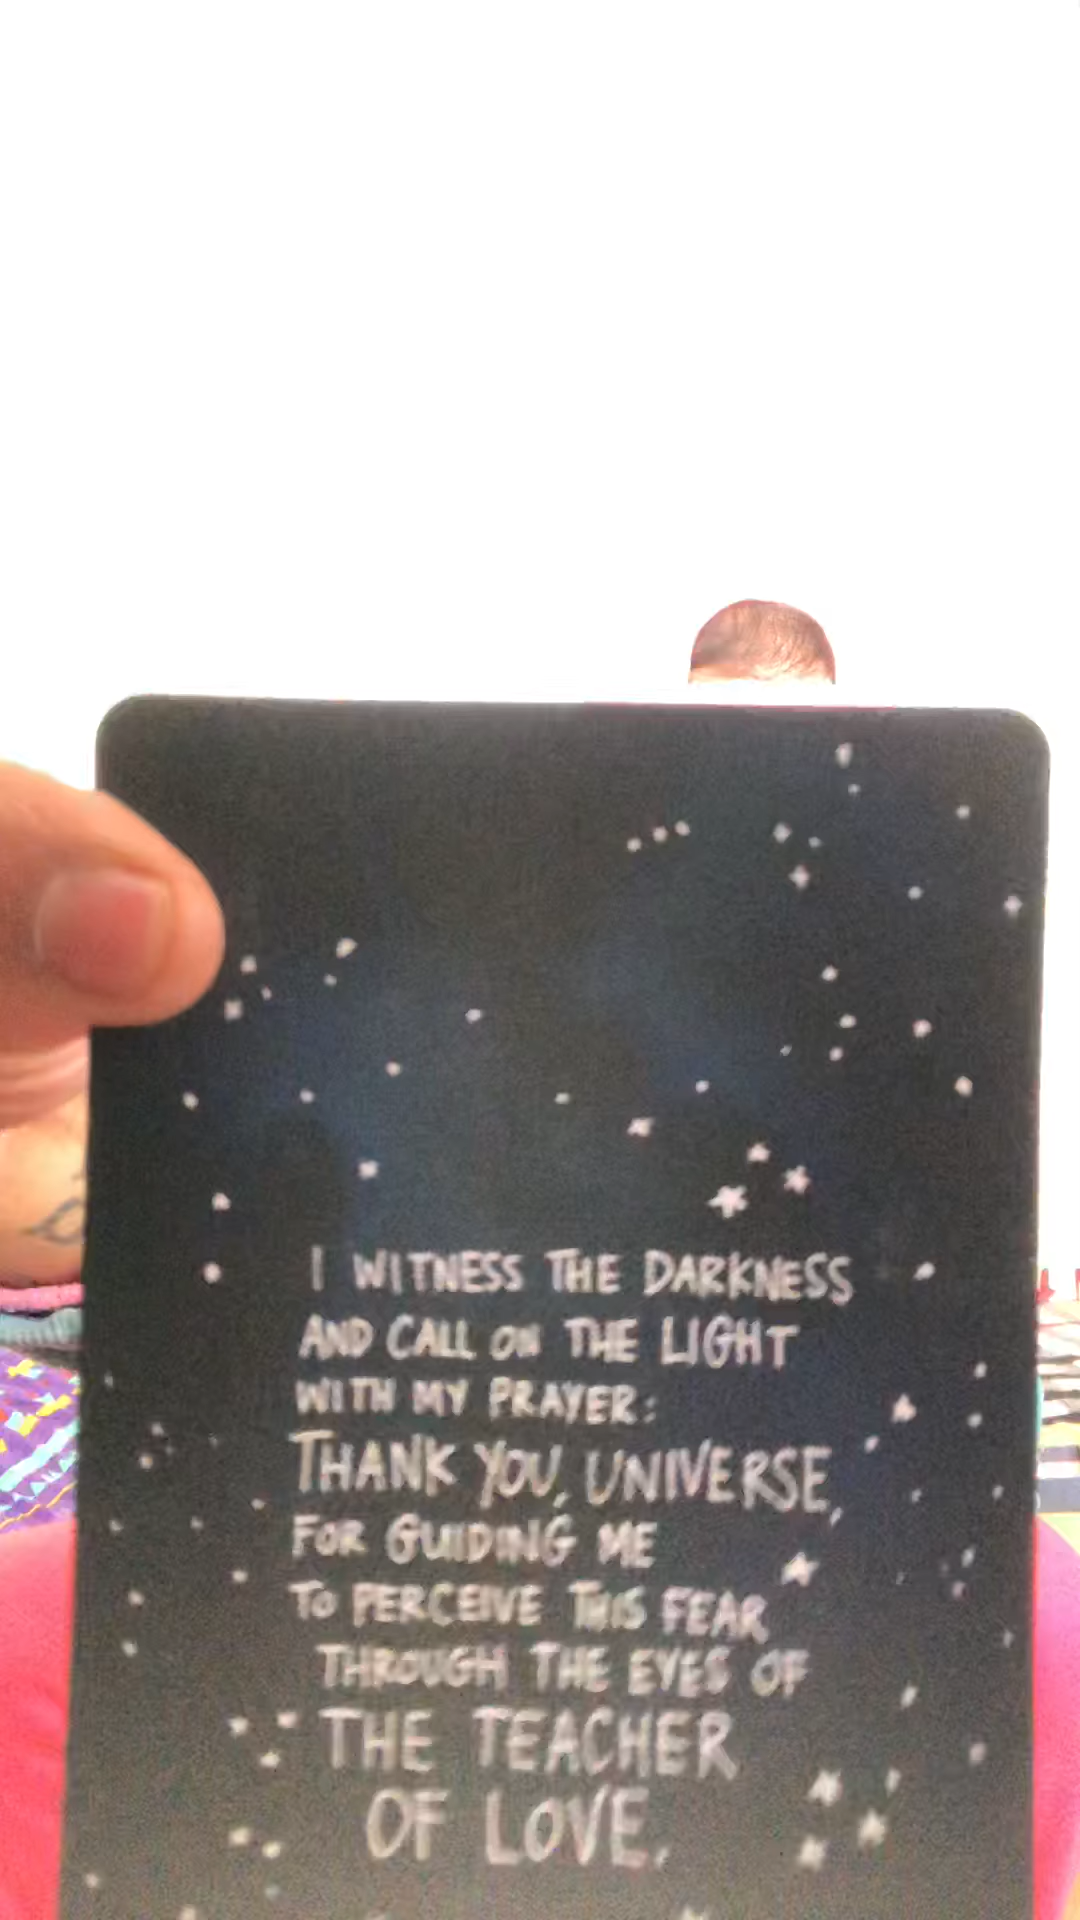 I WITNESS THE DARKNESS
AND CALL ON THE LIGHT
WITH MY PRAYER:
THANK YOU, UNIVERSE,
FOR GUIDING ME
TO PERCEIVE THIS FEAR
THROUGH THE EYES OF
THE TEACHER
OF LOVE.